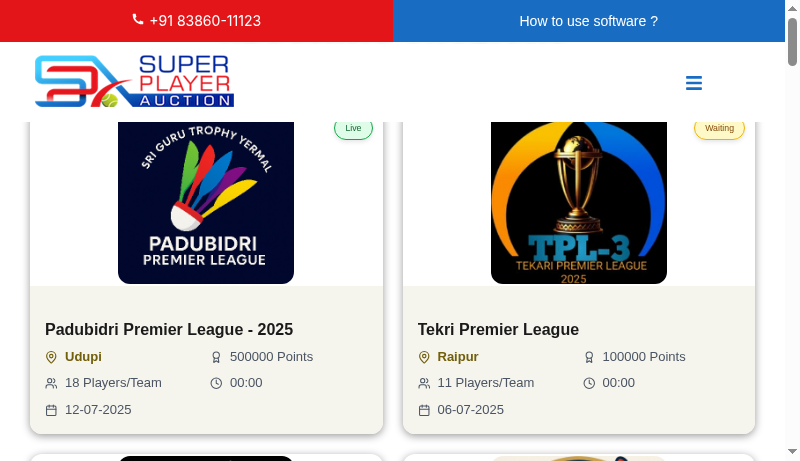 +91 83860-11123
How to use software ?
SUPER
PLAYER
AUCTION
Live
Waiting
SRI GURU TROPHY YERMAL
PADUBIDRI
PREMIER LEAGUE
TPL-3
TEKARI PREMIER LEAGUE
2025
Padubidri Premier League - 2025
Udupi
500000 Points
18 Players/Team
00:00
12-07-2025
Tekri Premier League
Raipur
100000 Points
11 Players/Team
00:00
06-07-2025